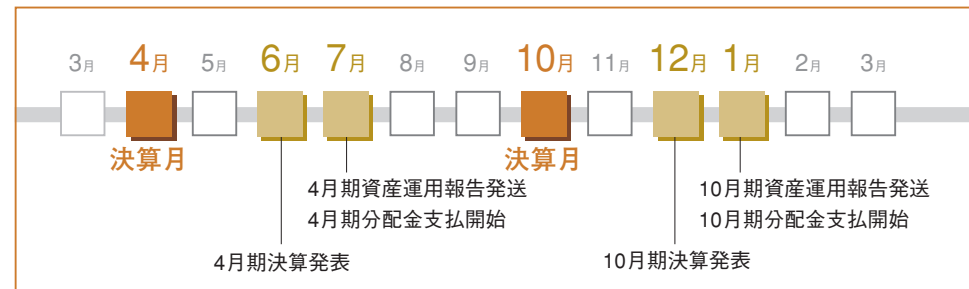 3月 4月 5月 6月 7月 8月 9月 10月 11月 12月 1月 2月 3月
決算月 決算月
4月期資産運用報告発送 10月期資産運用報告発送
4月期分配金支払開始 10月期分配金支払開始
4月期決算発表 10月期決算発表